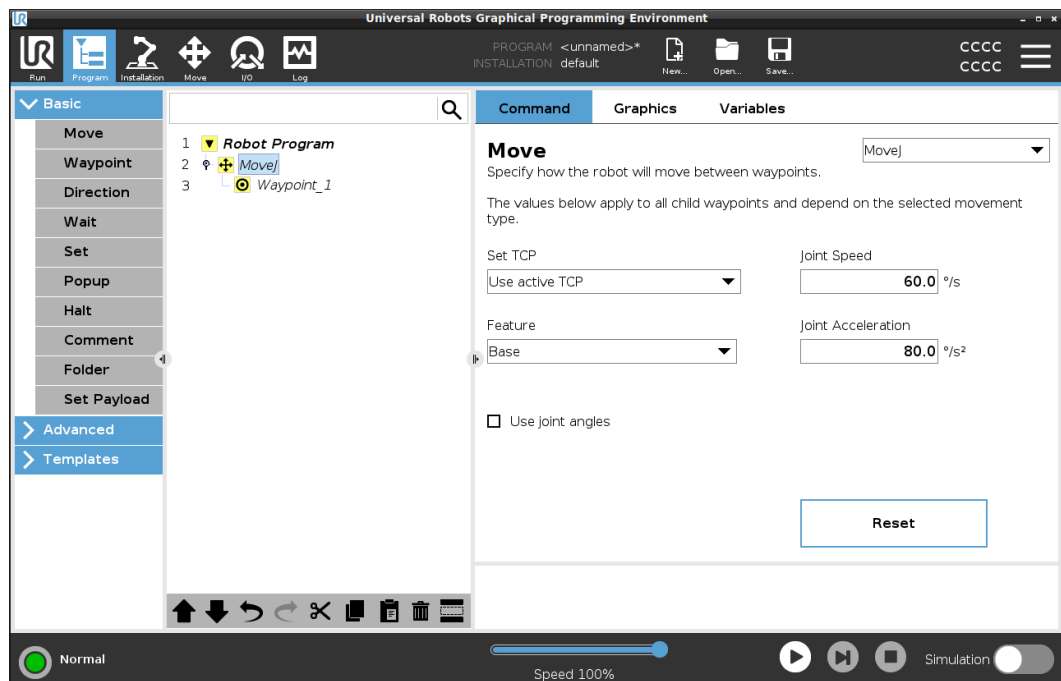 Universal Robots Graphical Programming Environment
UR
Run
Program
Installation
Move
I/O
Log
PROGRAM <unnamed>*
INSTALLATION default
New...
Open...
Save...
CCCC
CCCC
Basic
Move
Waypoint
Direction
Wait
Set
Popup
Halt
Comment
Folder
Set Payload
Advanced
Templates
1 Robot Program
2 MoveJ
3 Waypoint_1
Command Graphics Variables
Move
MoveJ
Specify how the robot will move between waypoints.
The values below apply to all child waypoints and depend on the selected movement
type.
Set TCP
Joint Speed
Use active TCP
60.0 °/s
Feature
Joint Acceleration
Base
80.0 °/s²
Use joint angles
Reset
Normal
Speed 100%
Simulation